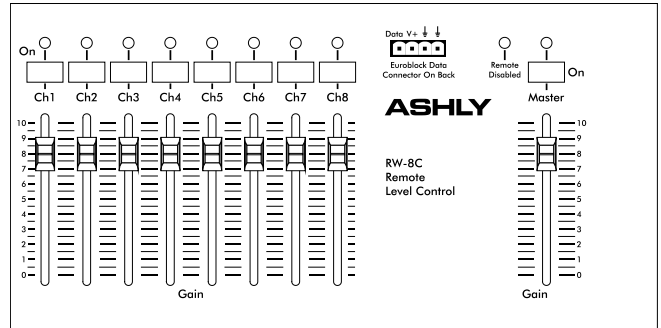 Data V+
On
Euroblock Data
Connector On Back
Remote
Disabled
On
Ch1 Ch2 Ch3 Ch4 Ch5 Ch6 Ch7 Ch8
Master
ASHLY
10
9
8
7
6
5
4
3
2
1
0
RW-8C
Remote
Level Control
10
9
8
7
6
5
4
3
2
1
0
Gain
Gain